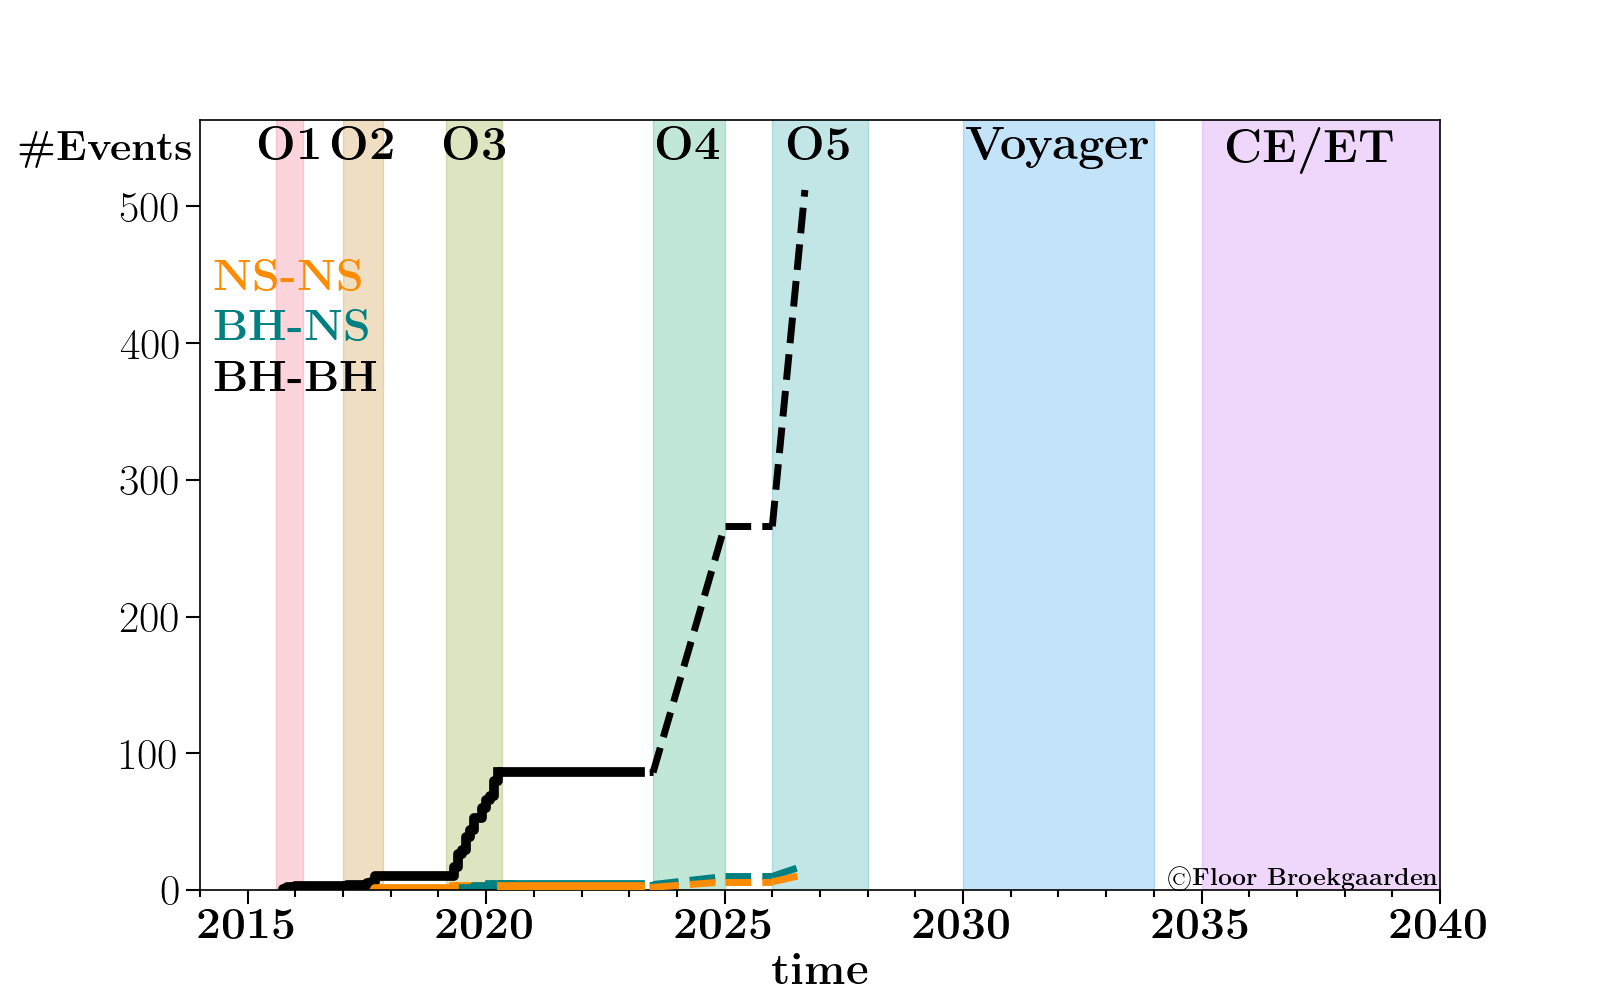 #Events O1 O2 O3 O4 O5 Voyager CE/ET
500
NS-NS
BH-NS
400
BH-BH
300
200
100
0
©Floor Broekgaarden
2015 2020 2025 2030 2035 2040
time